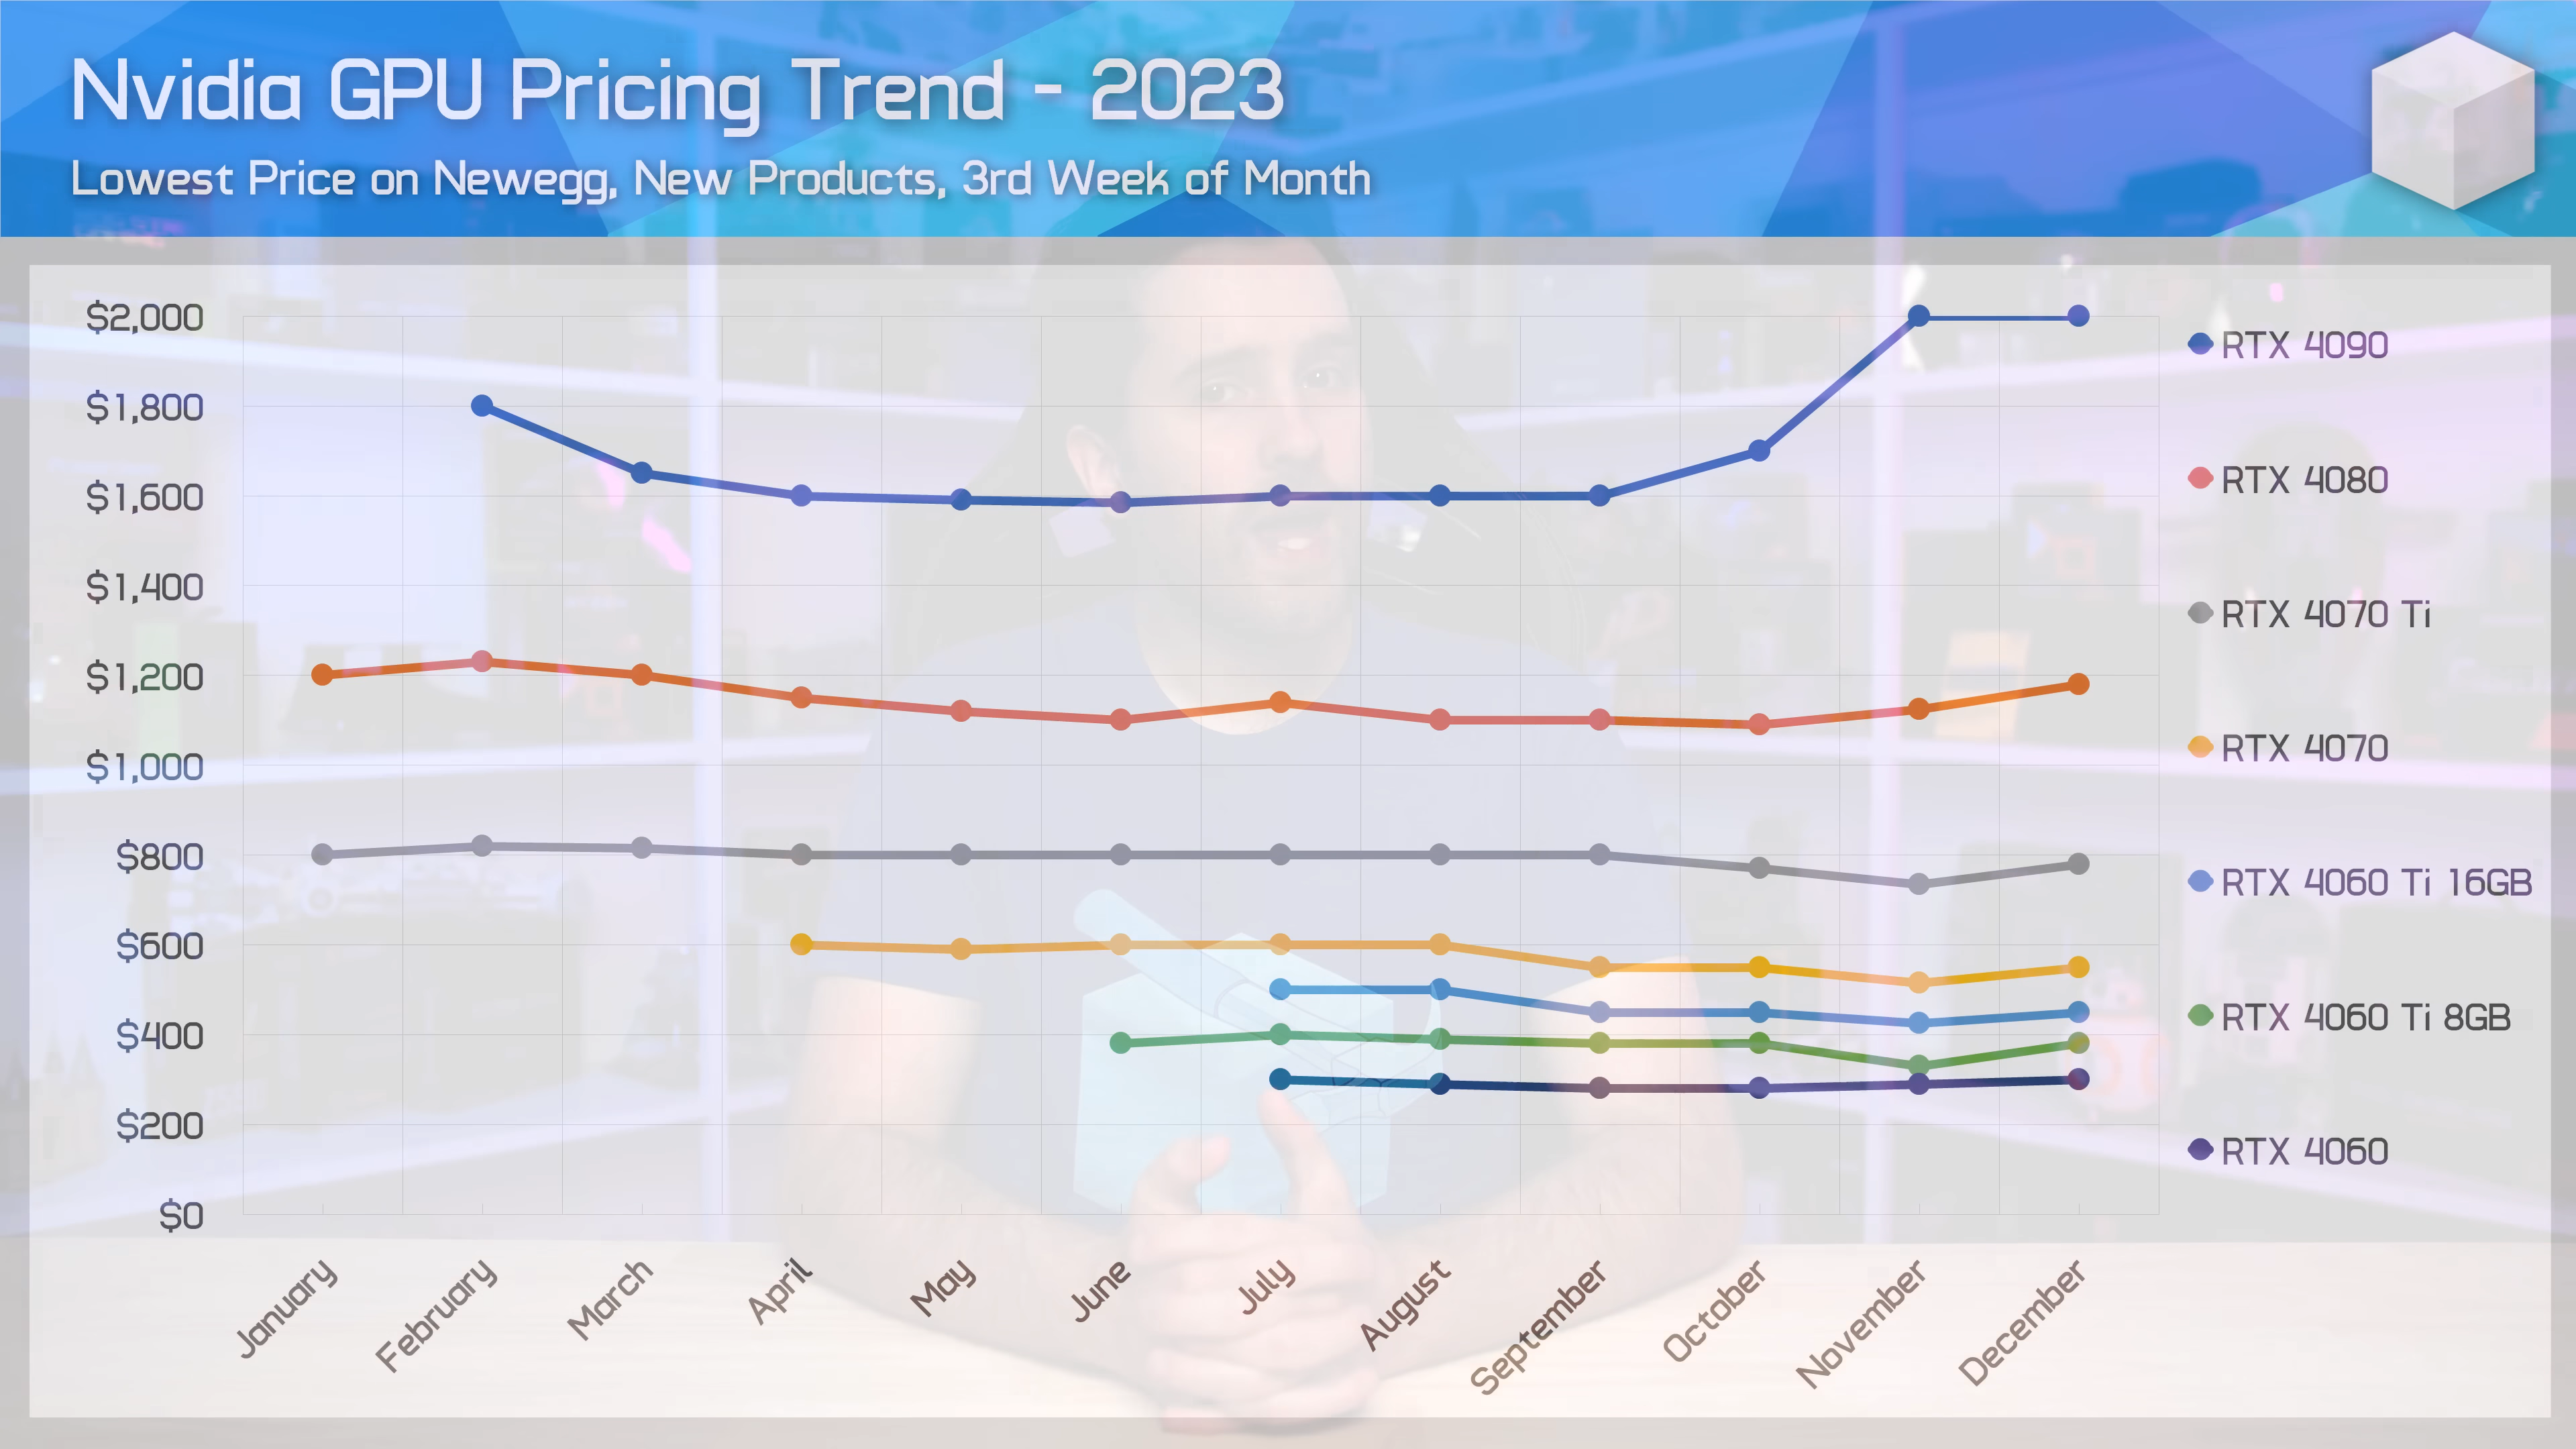 Nvidia GPU Pricing Trend - 2023
Lowest Price on Newegg, New Products, 3rd Week of Month
$2,000
$1,800
$1,600
$1,400
$1,200
$1,000
$800
$600
$400
$200
$0
January
February
March
April
May
June
July
August
September
October
November
December
RTX 4090
RTX 4080
RTX 4070 Ti
RTX 4070
RTX 4060 Ti 16GB
RTX 4060 Ti 8GB
RTX 4060